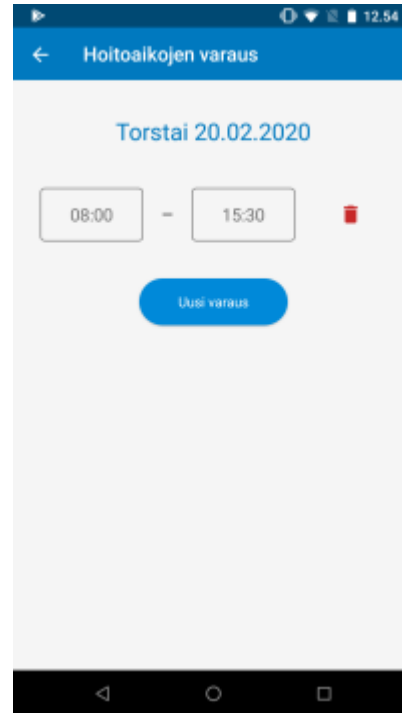 12.54
Hoitoaikojen varaus
Torstai 20.02.2020
08:00 – 15:30
Uusi varaus